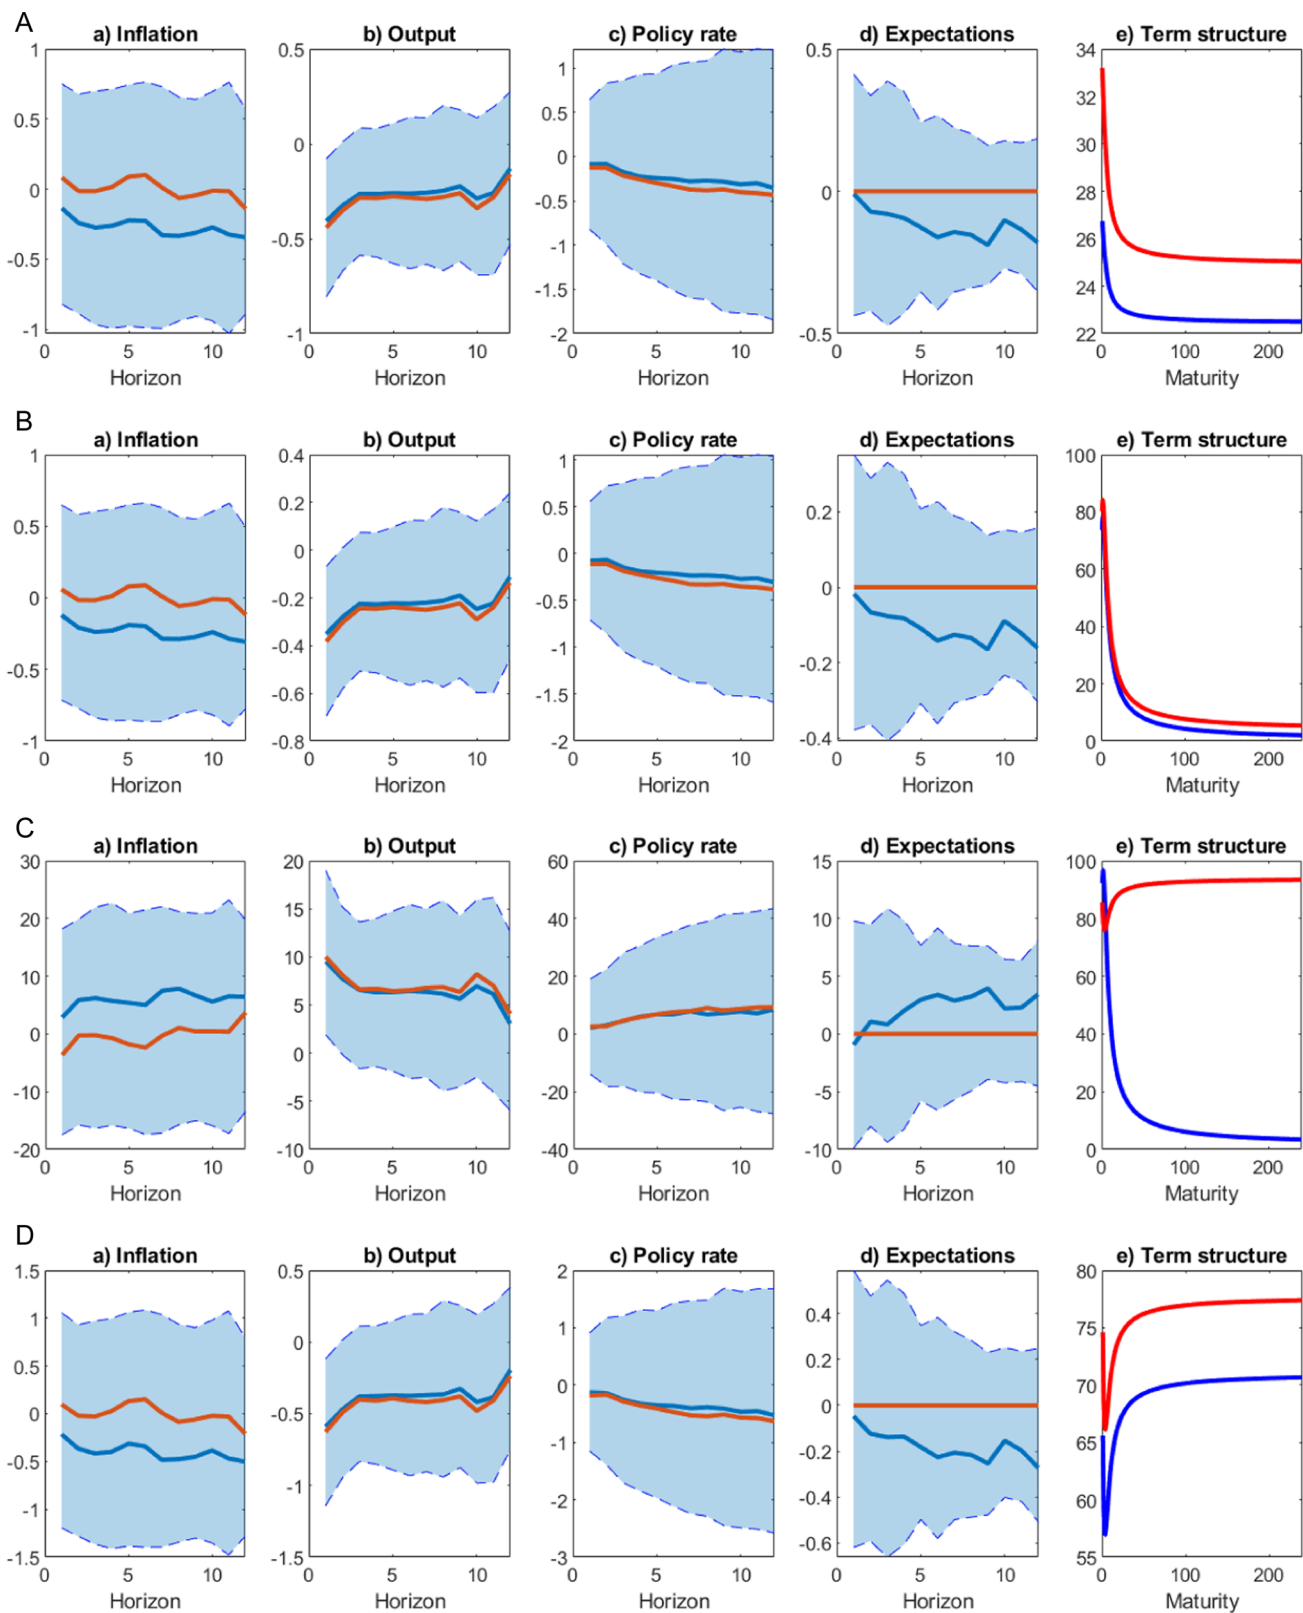 A
a) Inflation b) Output c) Policy rate d) Expectations e) Term structure
1 0.5 0 -0.5 -1
0.5 0 -0.5 -1
1 0.5 0 -0.5 -1 -1.5 -2
0.5 0 -0.5
34 32 30 28 26 24 22
0 5 10 0 5 10 0 5 10 0 5 10 0 100 200
Horizon Horizon Horizon Horizon Maturity
B
a) Inflation b) Output c) Policy rate d) Expectations e) Term structure
1 0.5 0 -0.5 -1
0.4 0.2 0 -0.2 -0.4 -0.6 -0.8
1 0.5 0 -0.5 -1 -1.5 -2
0.2 0 -0.2 -0.4
100 80 60 40 20 0
0 5 10 0 5 10 0 5 10 0 5 10 0 100 200
Horizon Horizon Horizon Horizon Maturity
C
a) Inflation b) Output c) Policy rate d) Expectations e) Term structure
30 20 10 0 -10 -20
20 15 10 5 0 -5 -10
60 40 20 0 -20 -40
15 10 5 0 -5 -10
100 80 60 40 20 0
0 5 10 0 5 10 0 5 10 0 5 10 0 100 200
Horizon Horizon Horizon Horizon Maturity
D
a) Inflation b) Output c) Policy rate d) Expectations e) Term structure
1.5 1 0.5 0 -0.5 -1 -1.5
0.5 0 -0.5 -1 -1.5
2 1 0 -1 -2 -3
0.4 0.2 0 -0.2 -0.4 -0.6
80 75 70 65 60 55
0 5 10 0 5 10 0 5 10 0 5 10 0 100 200
Horizon Horizon Horizon Horizon Maturity